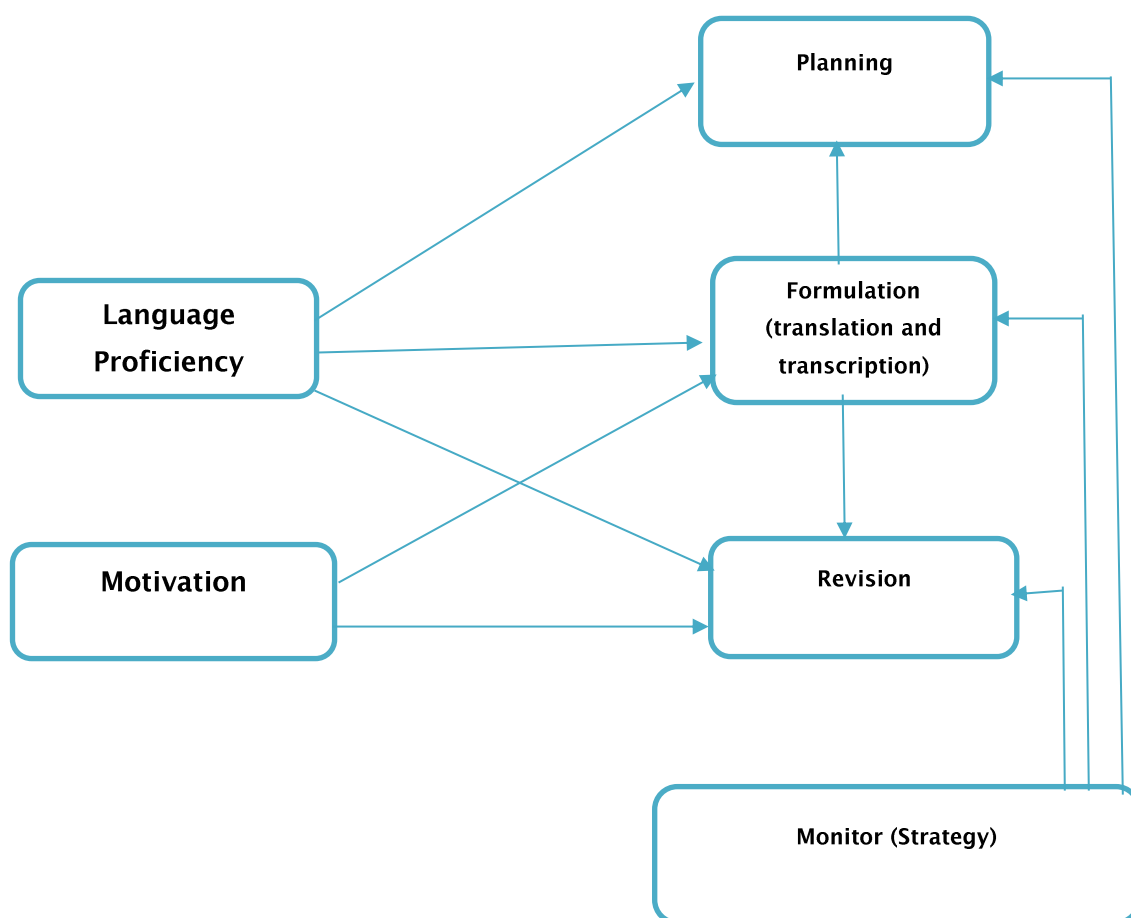 Planning
Language
Proficiency
Formulation
(translation and
transcription)
Motivation
Revision
Monitor (Strategy)